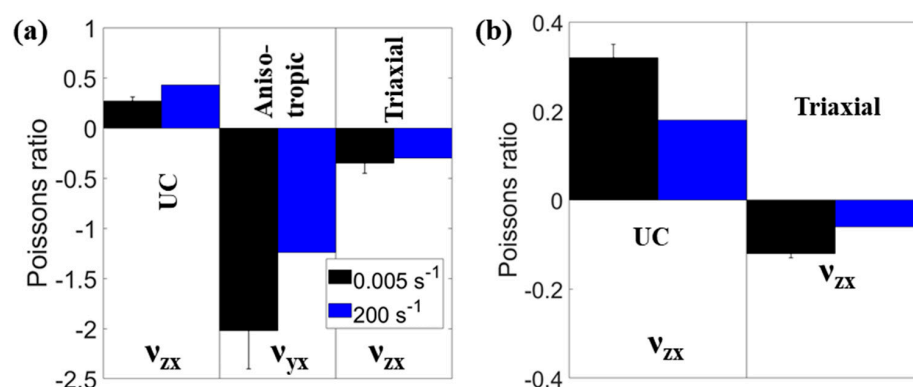 (a)
Poissons ratio
1
0.5
0
-0.5
-1
-1.5
-2
-2.5
UC
Aniso-
tropic
Triaxial
0.005 s-1
200 s-1
νzx
νyx
νzx
(b)
Poissons ratio
0.4
0.2
0
-0.2
-0.4
Triaxial
UC
νzx
νzx